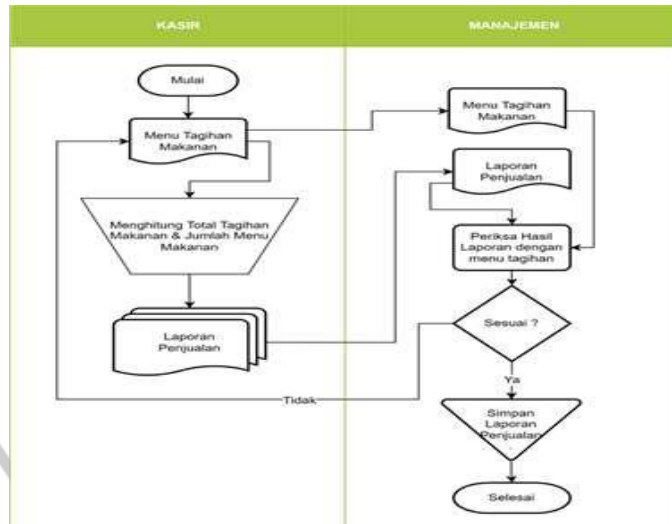 KASIR
MANAJEMEN
Mulai
Menu Tagihan
Makanan
Menghitung Total Tagihan
Makanan & Jumlah Menu
Makanan
Laporan
Penjualan
Menu Tagihan
Makanan
Laporan
Penjualan
Periksa Hasil
Laporan dengan
menu tagihan
Sesuai ?
Tidak
Ya
Simpan
Laporan
Penjualan
Selesai